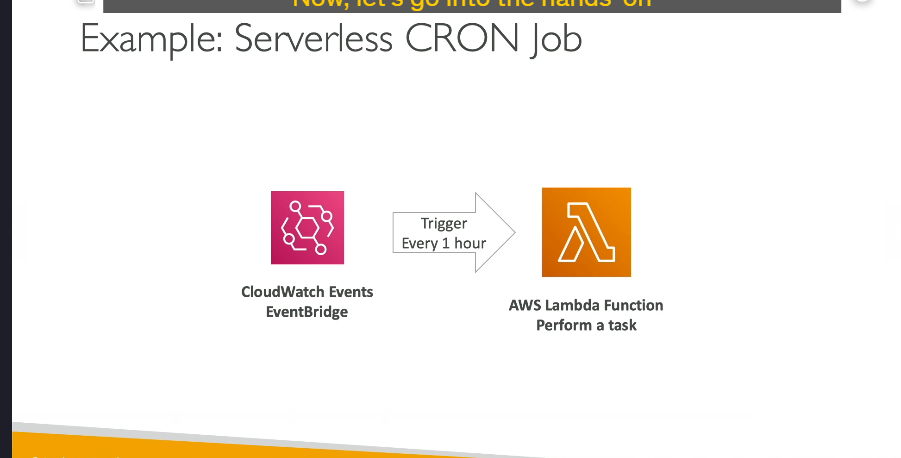 Now, let's go into the hands-on
Example: Serverless CRON Job
Trigger
Every 1 hour
CloudWatch Events
EventBridge
AWS Lambda Function
Perform a task